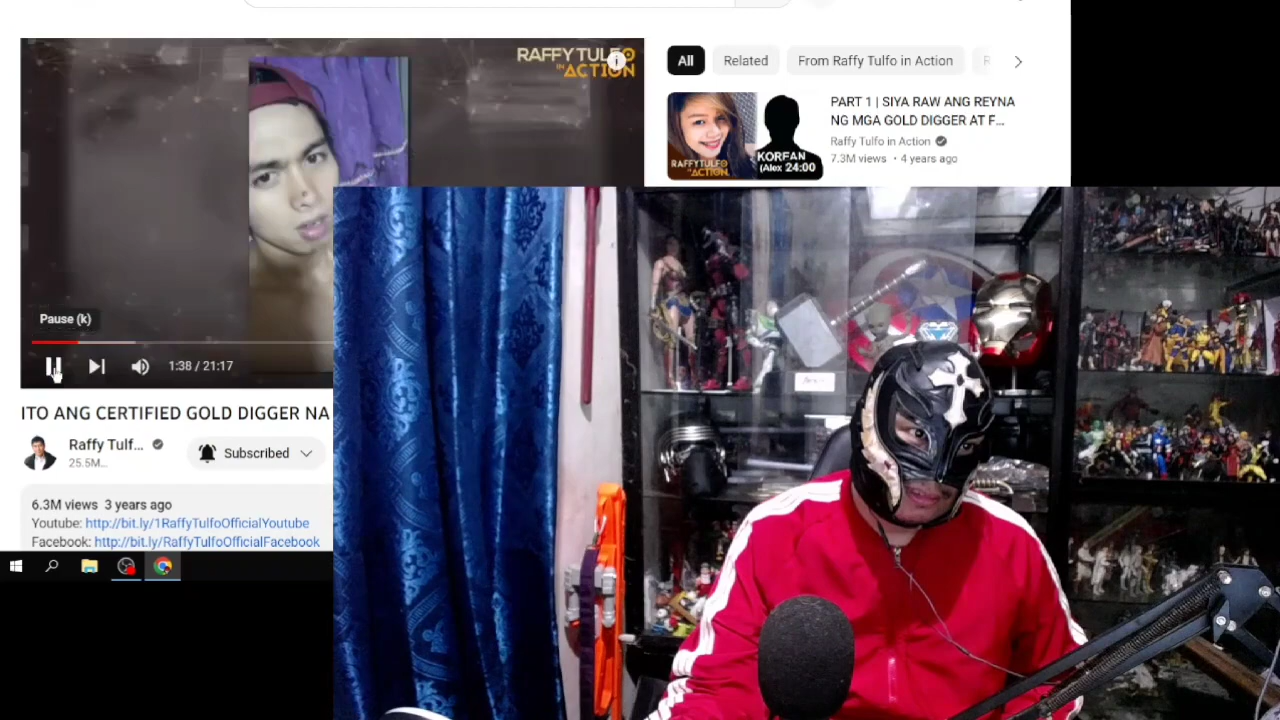 RAFFY TULFO
IN ACTION
Pause (k)
1:38 / 21:17
ITO ANG CERTIFIED GOLD DIGGER NA
Raffy Tulf...
25.5M...
Subscribed
6.3M views 3 years ago
Youtube: http://bit.ly/1RaffyTulfoOfficialYoutube
Facebook: http://bit.ly/RaffyTulfoOfficialFacebook
All
Related
From Raffy Tulfo in Action
R
PART 1 | SIYA RAW ANG REYNA
NG MGA GOLD DIGGER AT F...
Raffy Tulfo in Action
7.3M views • 4 years ago
RAFFYTULFO
IN ACTION
KOREAN
(Alex 24:00